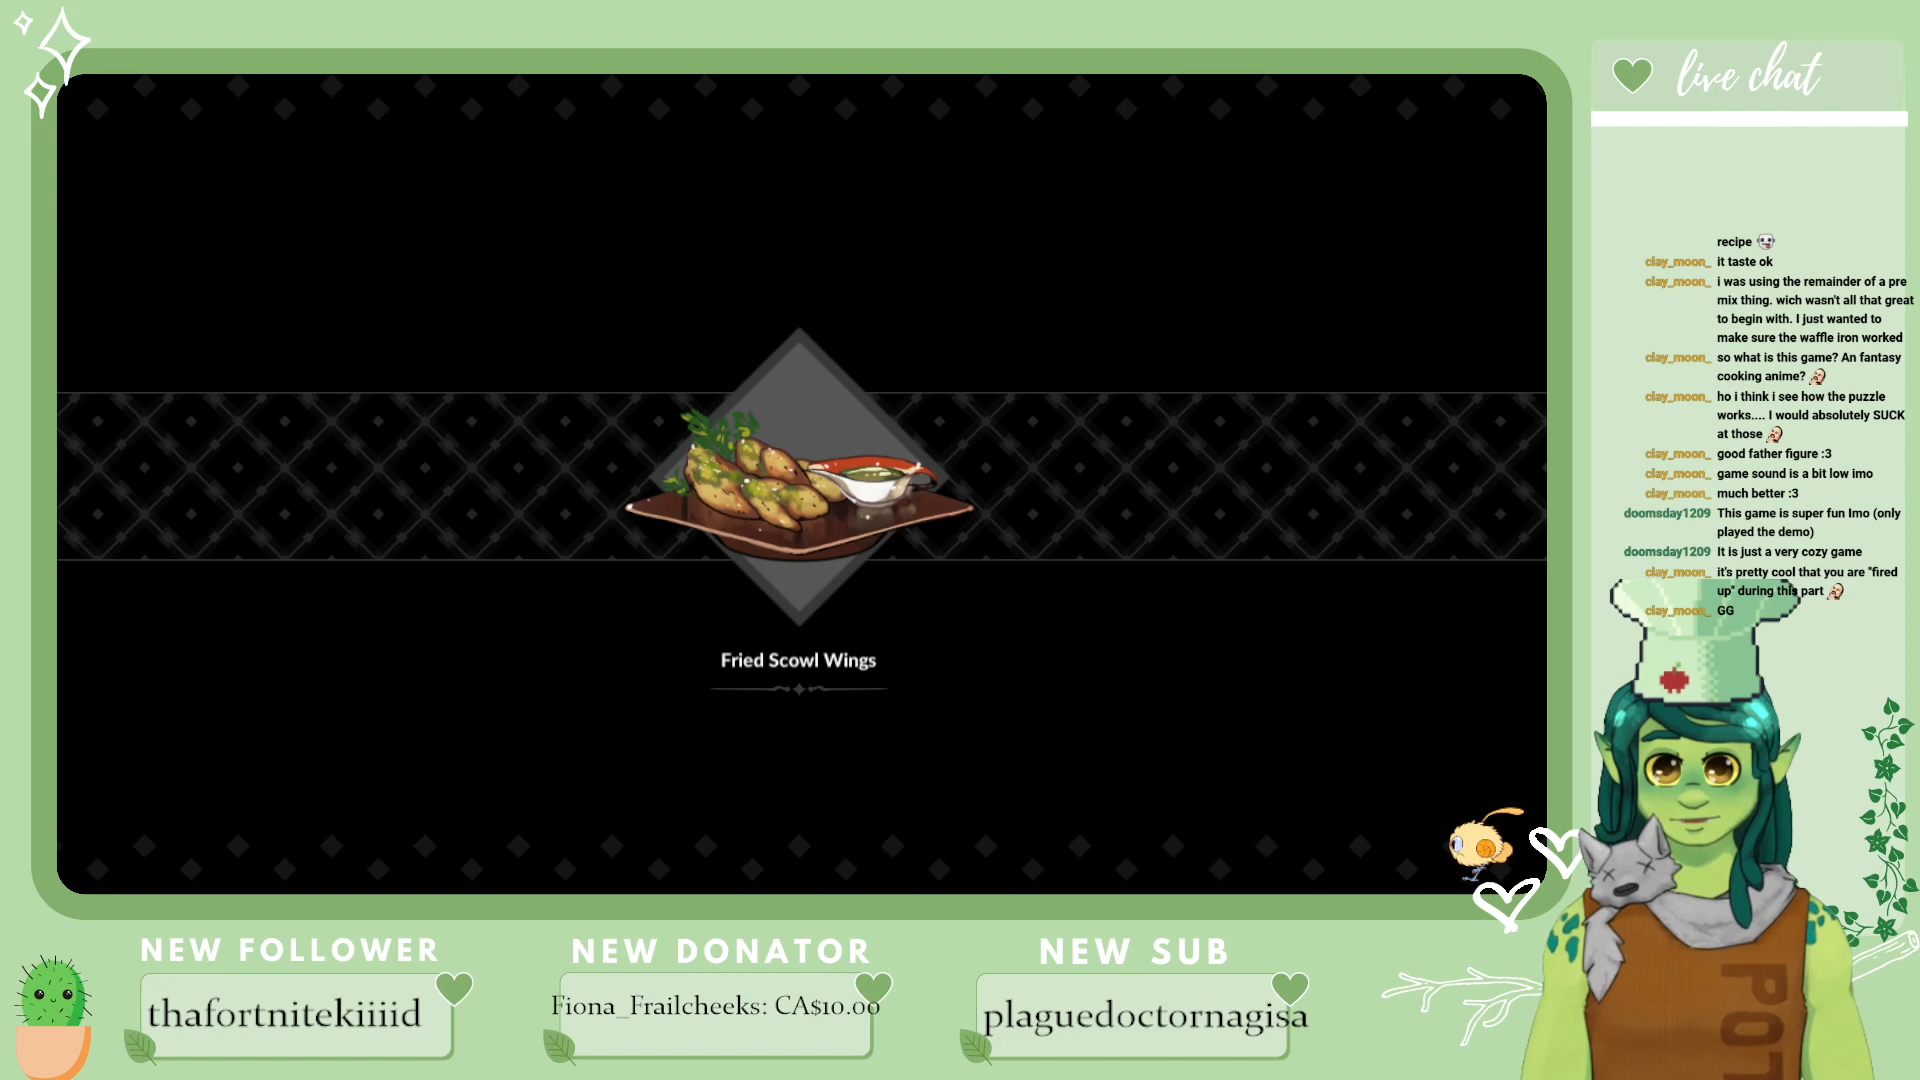 live chat
recipe
clay_moon_ it taste ok
clay_moon_ i was using the remainder of a pre
mix thing. wich wasn't all that great
to begin with. I just wanted to
make sure the waffle iron worked
clay_moon_ so what is this game? An fantasy
cooking anime?
clay_moon_ ho i think i see how the puzzle
works.... I would absolutely SUCK
at those
clay_moon_ good father figure :3
clay_moon_ game sound is a bit low imo
clay_moon_ much better :3
doomsday1209 This game is super fun Imo (only
played the demo)
doomsday1209 It is just a very cozy game
clay_moon_ it's pretty cool that you are "fired
up" during this part
clay_moon_ GG
Fried Scowl Wings
NEW FOLLOWER
thafortnitekiiiid
NEW DONATOR
Fiona_Frailcheeks: CA$10.00
NEW SUB
plaguedoctornagisa
POT